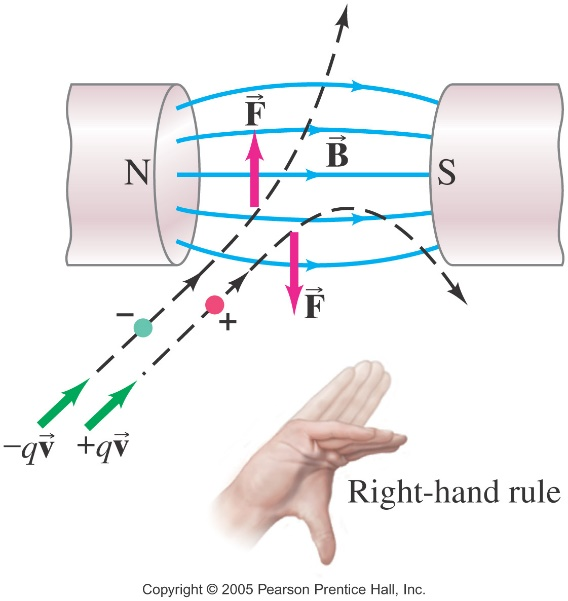 F⃗
B⃗
N
S
−
+
F⃗
−qv⃗ +qv⃗
Right-hand rule
Copyright © 2005 Pearson Prentice Hall, Inc.